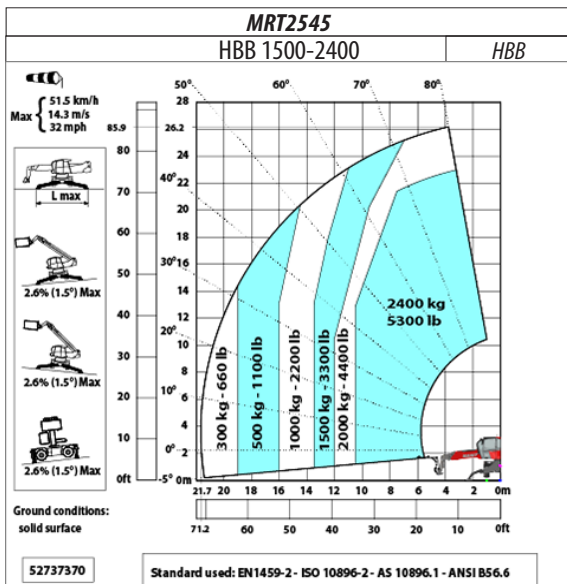 MRT2545
HBB 1500-2400 HBB
Max 51.5 km/h
14.3 m/s
32 mph
L max
2.6% (1.5°) Max
2.6% (1.5°) Max
2.6% (1.5°) Max
Ground conditions:
solid surface
52737370
85.9
80
70
60
50
40
30
20
10
0ft
28
26.2
24
22
20
18
16
14
12
10
8
6
4
2
0m
-5°
0°
10°
20°
30°
40°
50°
60°
70°
80°
300 kg - 660 lb
500 kg - 1100 lb
1000 kg - 2200 lb
1500 kg - 3300 lb
2000 kg - 4400 lb
2400 kg
5300 lb
21.7 20 18 16 14 12 10 8 6 4 2 0m
71.2 60 50 40 30 20 10 0ft
Standard used: EN1459-2 - ISO 10896-2 - AS 10896.1 - ANSI B56.6